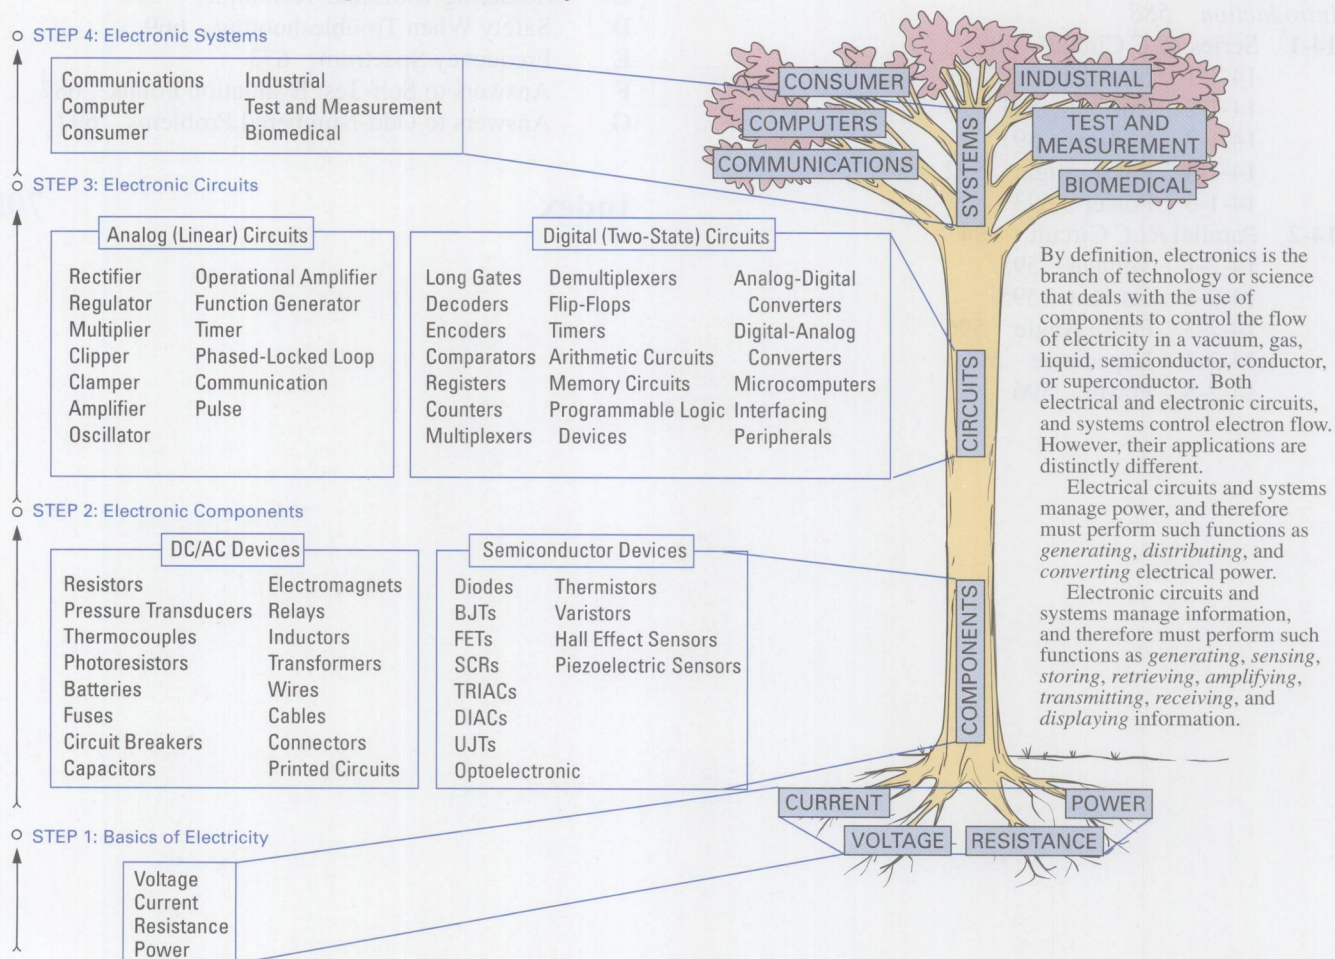 STEP 4: Electronic Systems
Communications Industrial
Computer Test and Measurement
Consumer Biomedical
STEP 3: Electronic Circuits
Analog (Linear) Circuits
Rectifier Operational Amplifier
Regulator Function Generator
Multiplier Timer
Clipper Phased-Locked Loop
Clamper Communication
Amplifier Pulse
Oscillator
Digital (Two-State) Circuits
Long Gates Demultiplexers Analog-Digital
Decoders Flip-Flops Converters
Encoders Timers Digital-Analog
Comparators Arithmetic Curcuits Converters
Registers Memory Circuits Microcomputers
Counters Programmable Logic Interfacing
Multiplexers Devices Peripherals
STEP 2: Electronic Components
DC/AC Devices
Resistors Electromagnets
Pressure Transducers Relays
Thermocouples Inductors
Photoresistors Transformers
Batteries Wires
Fuses Cables
Circuit Breakers Connectors
Capacitors Printed Circuits
Semiconductor Devices
Diodes Thermistors
BJTs Varistors
FETs Hall Effect Sensors
SCRs Piezoelectric Sensors
TRIACs
DIACs
UJTs
Optoelectronic
STEP 1: Basics of Electricity
Voltage
Current
Resistance
Power
CONSUMER
INDUSTRIAL
COMPUTERS
TEST AND
MEASUREMENT
COMMUNICATIONS
BIOMEDICAL
SYSTEMS
CIRCUITS
COMPONENTS
CURRENT
POWER
VOLTAGE
RESISTANCE
By definition, electronics is the
branch of technology or science
that deals with the use of
components to control the flow
of electricity in a vacuum, gas,
liquid, semiconductor, conductor,
or superconductor. Both
electrical and electronic circuits,
and systems control electron flow.
However, their applications are
distinctly different.
Electrical circuits and systems
manage power, and therefore
must perform such functions as
generating, distributing, and
converting electrical power.
Electronic circuits and
systems manage information,
and therefore must perform such
functions as generating, sensing,
storing, retrieving, amplifying,
transmitting, receiving, and
displaying information.